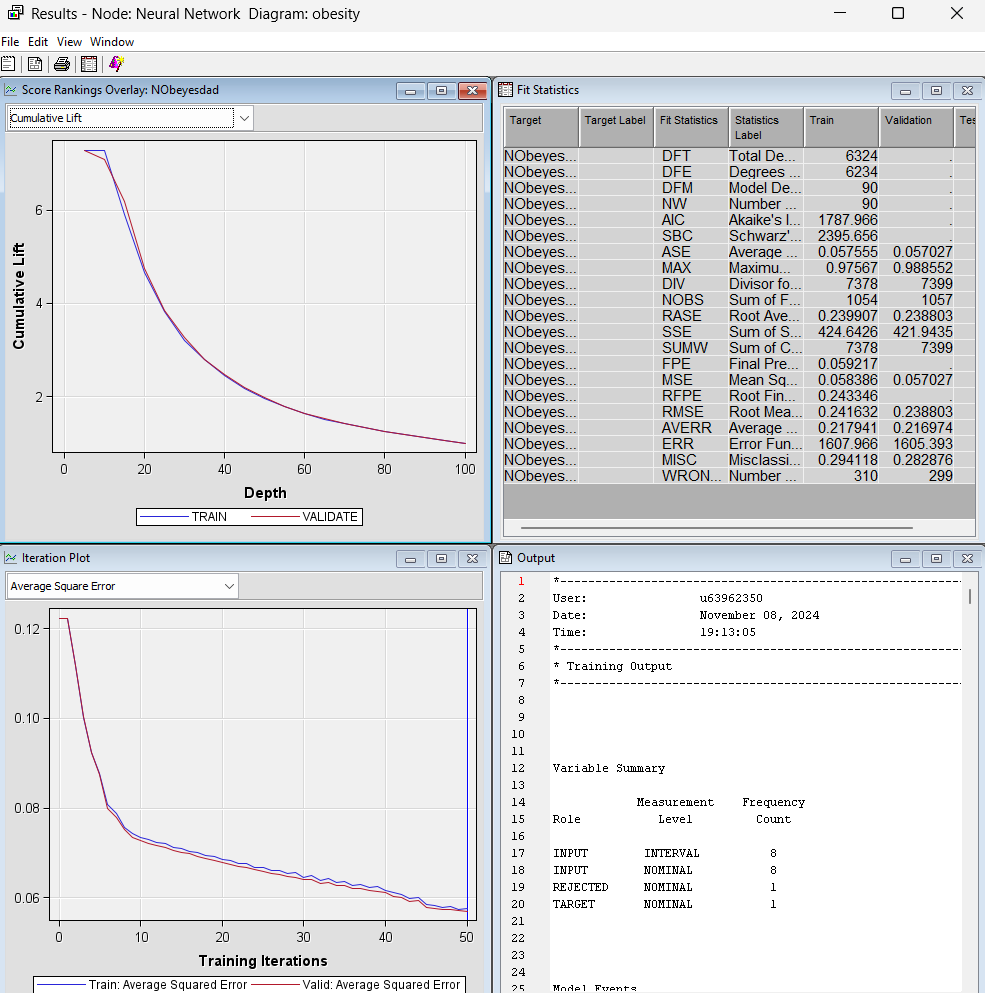 Results - Node: Neural Network  Diagram: obesity
File Edit View Window
Score Rankings Overlay: NObeyesdad
Cumulative Lift
Cumulative Lift
6
4
2
0 20 40 60 80 100
Depth
TRAIN VALIDATE
Fit Statistics
Target Target Label Fit Statistics Statistics Label Train Validation Tes
NObeyes... DFT Total De... 6324 .
NObeyes... DFE Degrees ... 6234 .
NObeyes... DFM Model De... 90 .
NObeyes... NW Number ... 90 .
NObeyes... AIC Akaike's I... 1787.966 .
NObeyes... SBC Schwarz'... 2395.656 .
NObeyes... ASE Average ... 0.057555 0.057027
NObeyes... MAX Maximu... 0.97567 0.988552
NObeyes... DIV Divisor fo... 7378 7399
NObeyes... NOBS Sum of F... 1054 1057
NObeyes... RASE Root Ave... 0.239907 0.238803
NObeyes... SSE Sum of S... 424.6426 421.9435
NObeyes... SUMW Sum of C... 7378 7399
NObeyes... FPE Final Pre... 0.059217 .
NObeyes... MSE Mean Sq... 0.058386 0.057027
NObeyes... RFPE Root Fin... 0.243346 .
NObeyes... RMSE Root Mea... 0.241632 0.238803
NObeyes... AVERR Average ... 0.217941 0.216974
NObeyes... ERR Error Fun... 1607.966 1605.393
NObeyes... MISC Misclassi... 0.294118 0.282876
NObeyes... WRON... Number ... 310 299
Iteration Plot
Average Square Error
0.12
0.10
0.08
0.06
0 10 20 30 40 50
Training Iterations
Train: Average Squared Error Valid: Average Squared Error
Output
1 *------------------------------------------------------------
2 User: u63962350
3 Date: November 08, 2024
4 Time: 19:13:05
5 *------------------------------------------------------------
6 * Training Output
7 *------------------------------------------------------------
8
9
10
11
12 Variable Summary
13
14 Measurement Frequency
15 Role Level Count
16
17 INPUT INTERVAL 8
18 INPUT NOMINAL 8
19 REJECTED NOMINAL 1
20 TARGET NOMINAL 1
21
22
23
24
25 Model Events